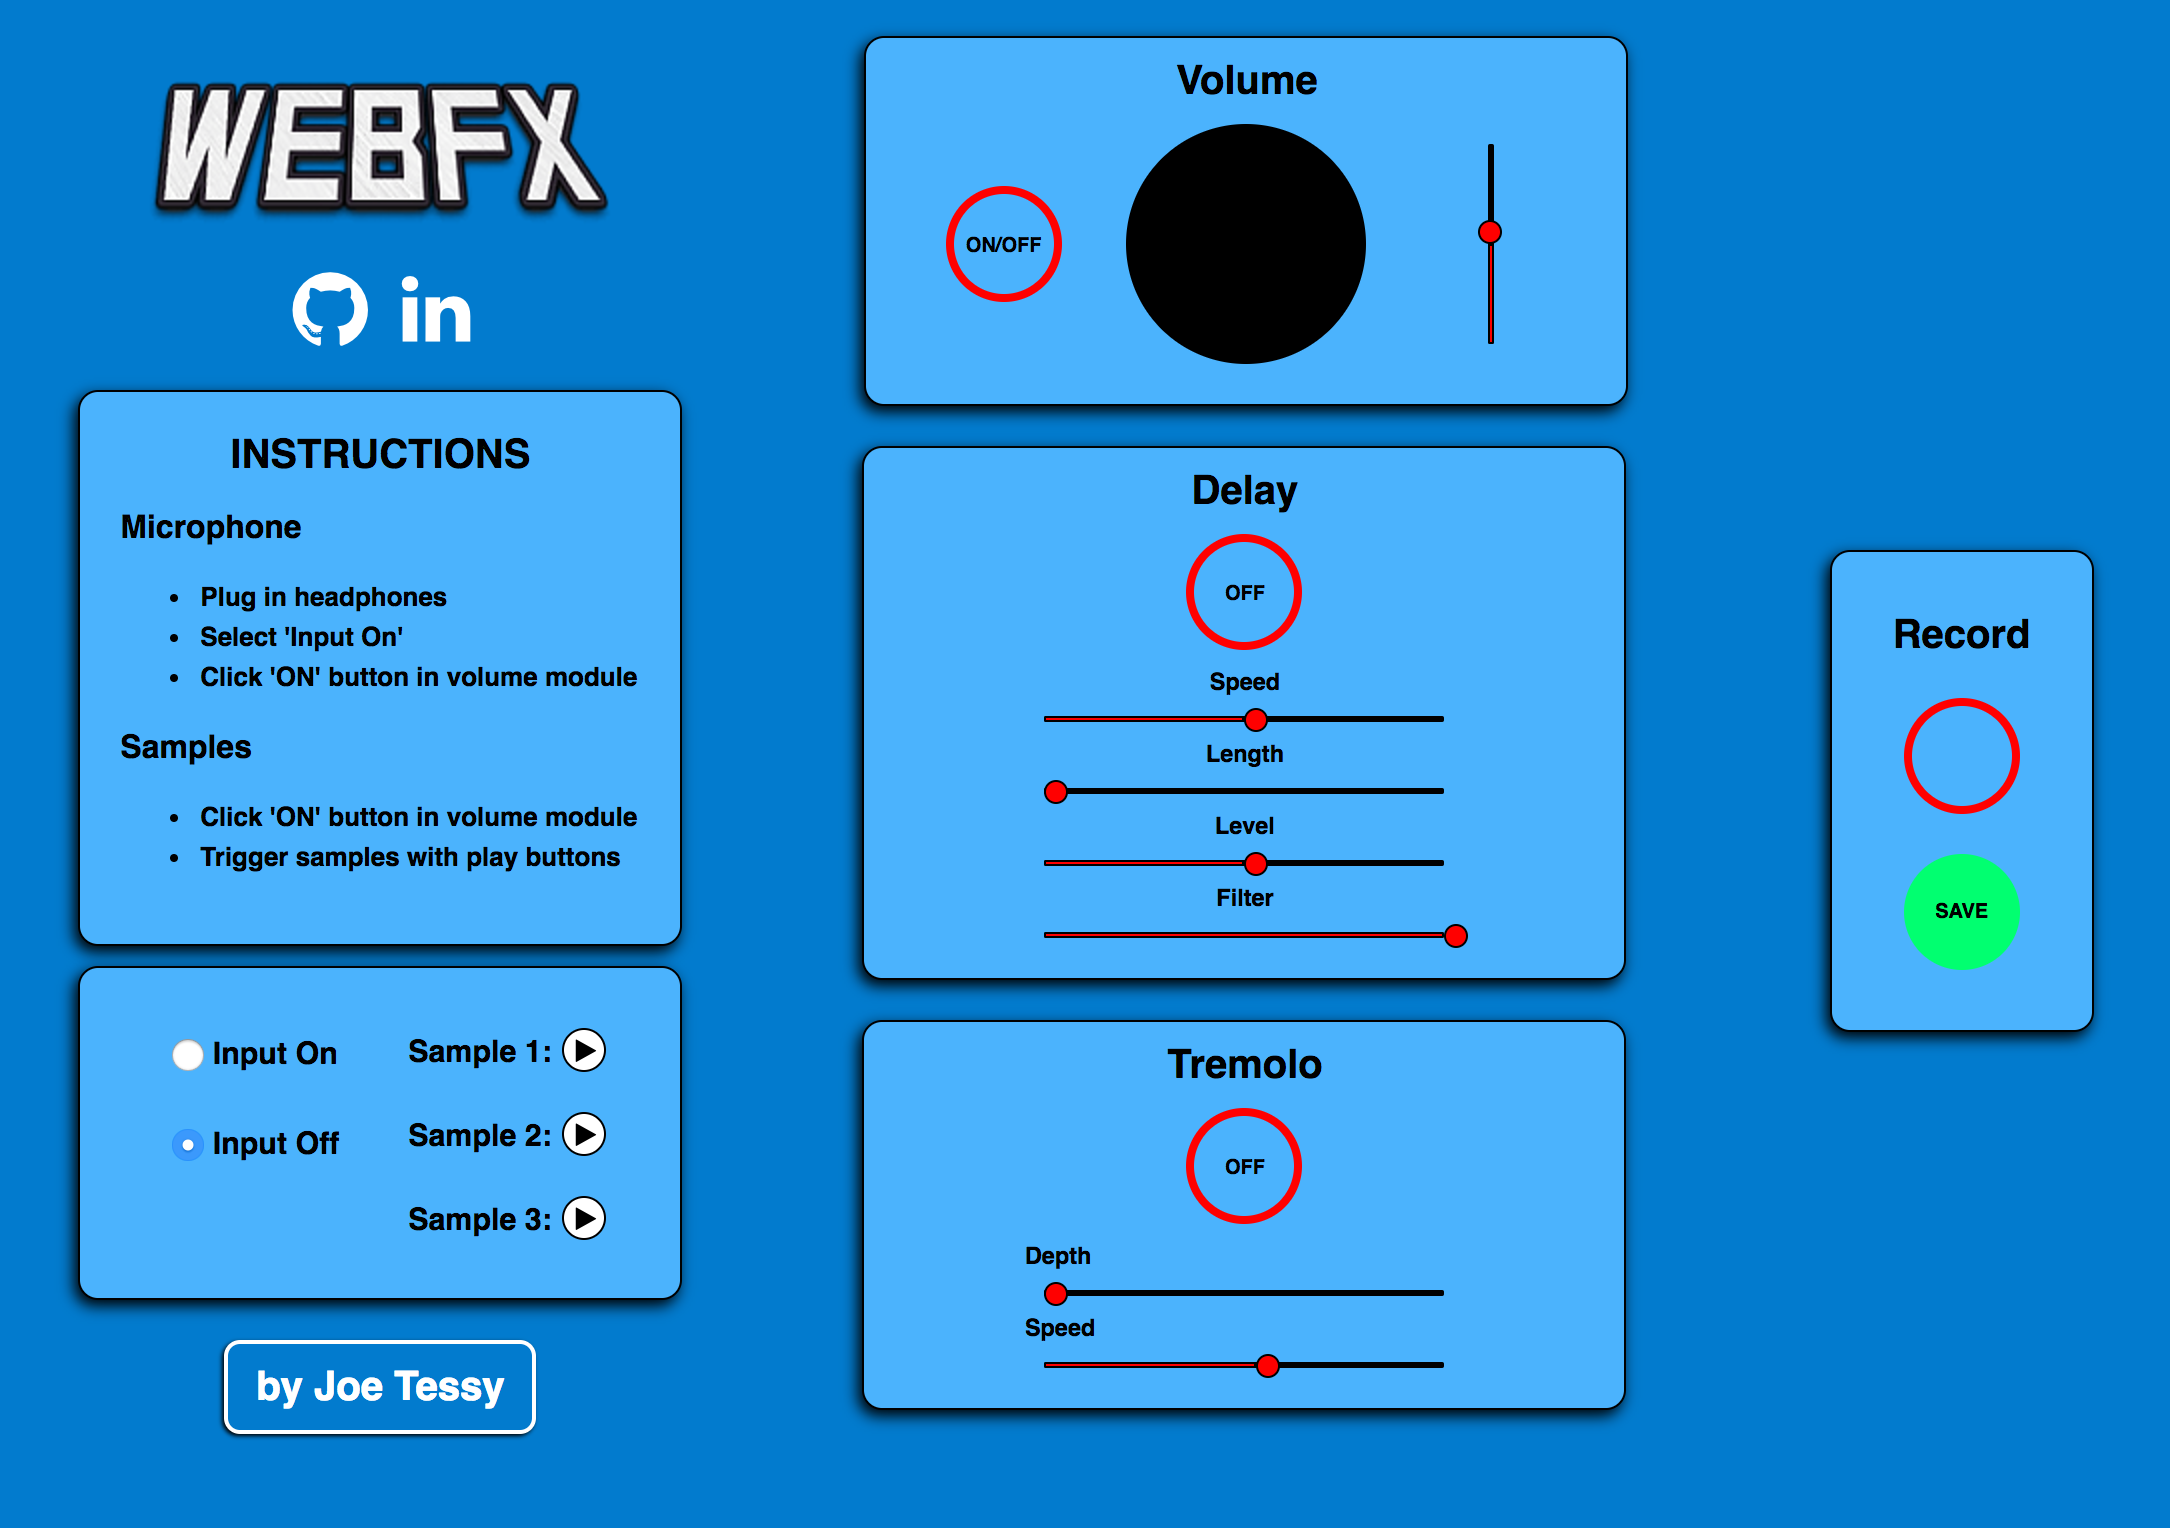 WEBFX
in
INSTRUCTIONS
Microphone
• Plug in headphones
• Select 'Input On'
• Click 'ON' button in volume module
Samples
• Click 'ON' button in volume module
• Trigger samples with play buttons
Input On
Input Off
Sample 1:
Sample 2:
Sample 3:
by Joe Tessy
Volume
ON/OFF
Delay
OFF
Speed
Length
Level
Filter
Tremolo
OFF
Depth
Speed
Record
SAVE